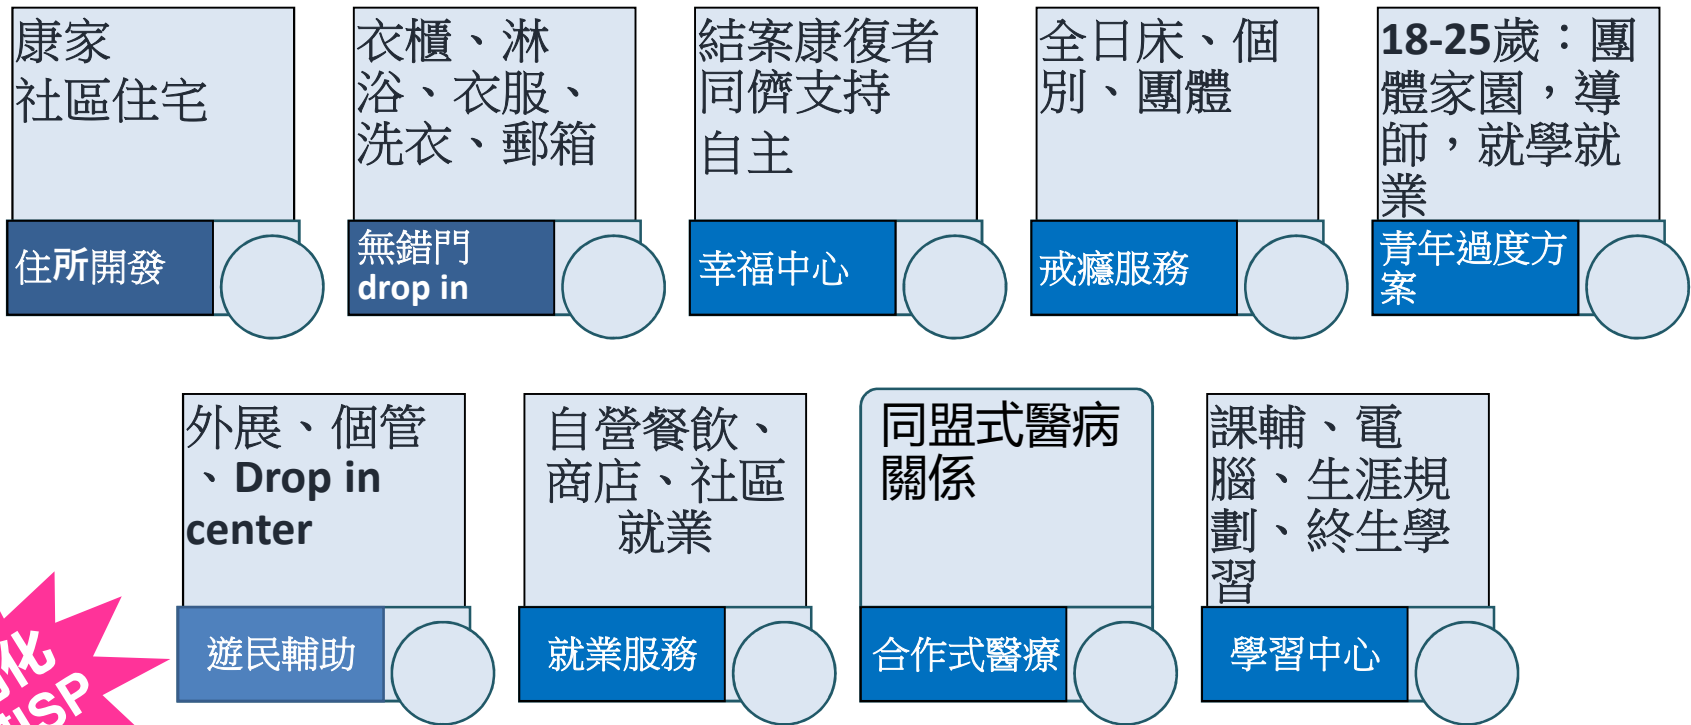 康家
社區住宅
住所開發
衣櫃、淋
浴、衣服、
洗衣、郵箱
無錯門
drop in
結案康復者
同儕支持
自主
幸福中心
全日床、個
別、團體
戒癮服務
18-25歲：團
體家園，導
師，就學就
業
青年過度方
案
外展、個管
、Drop in
center
遊民輔助
自營餐飲、
商店、社區
就業
就業服務
同盟式醫病
關係
合作式醫療
課輔、電
腦、生涯規
劃、終生學
習
學習中心
化
ISP